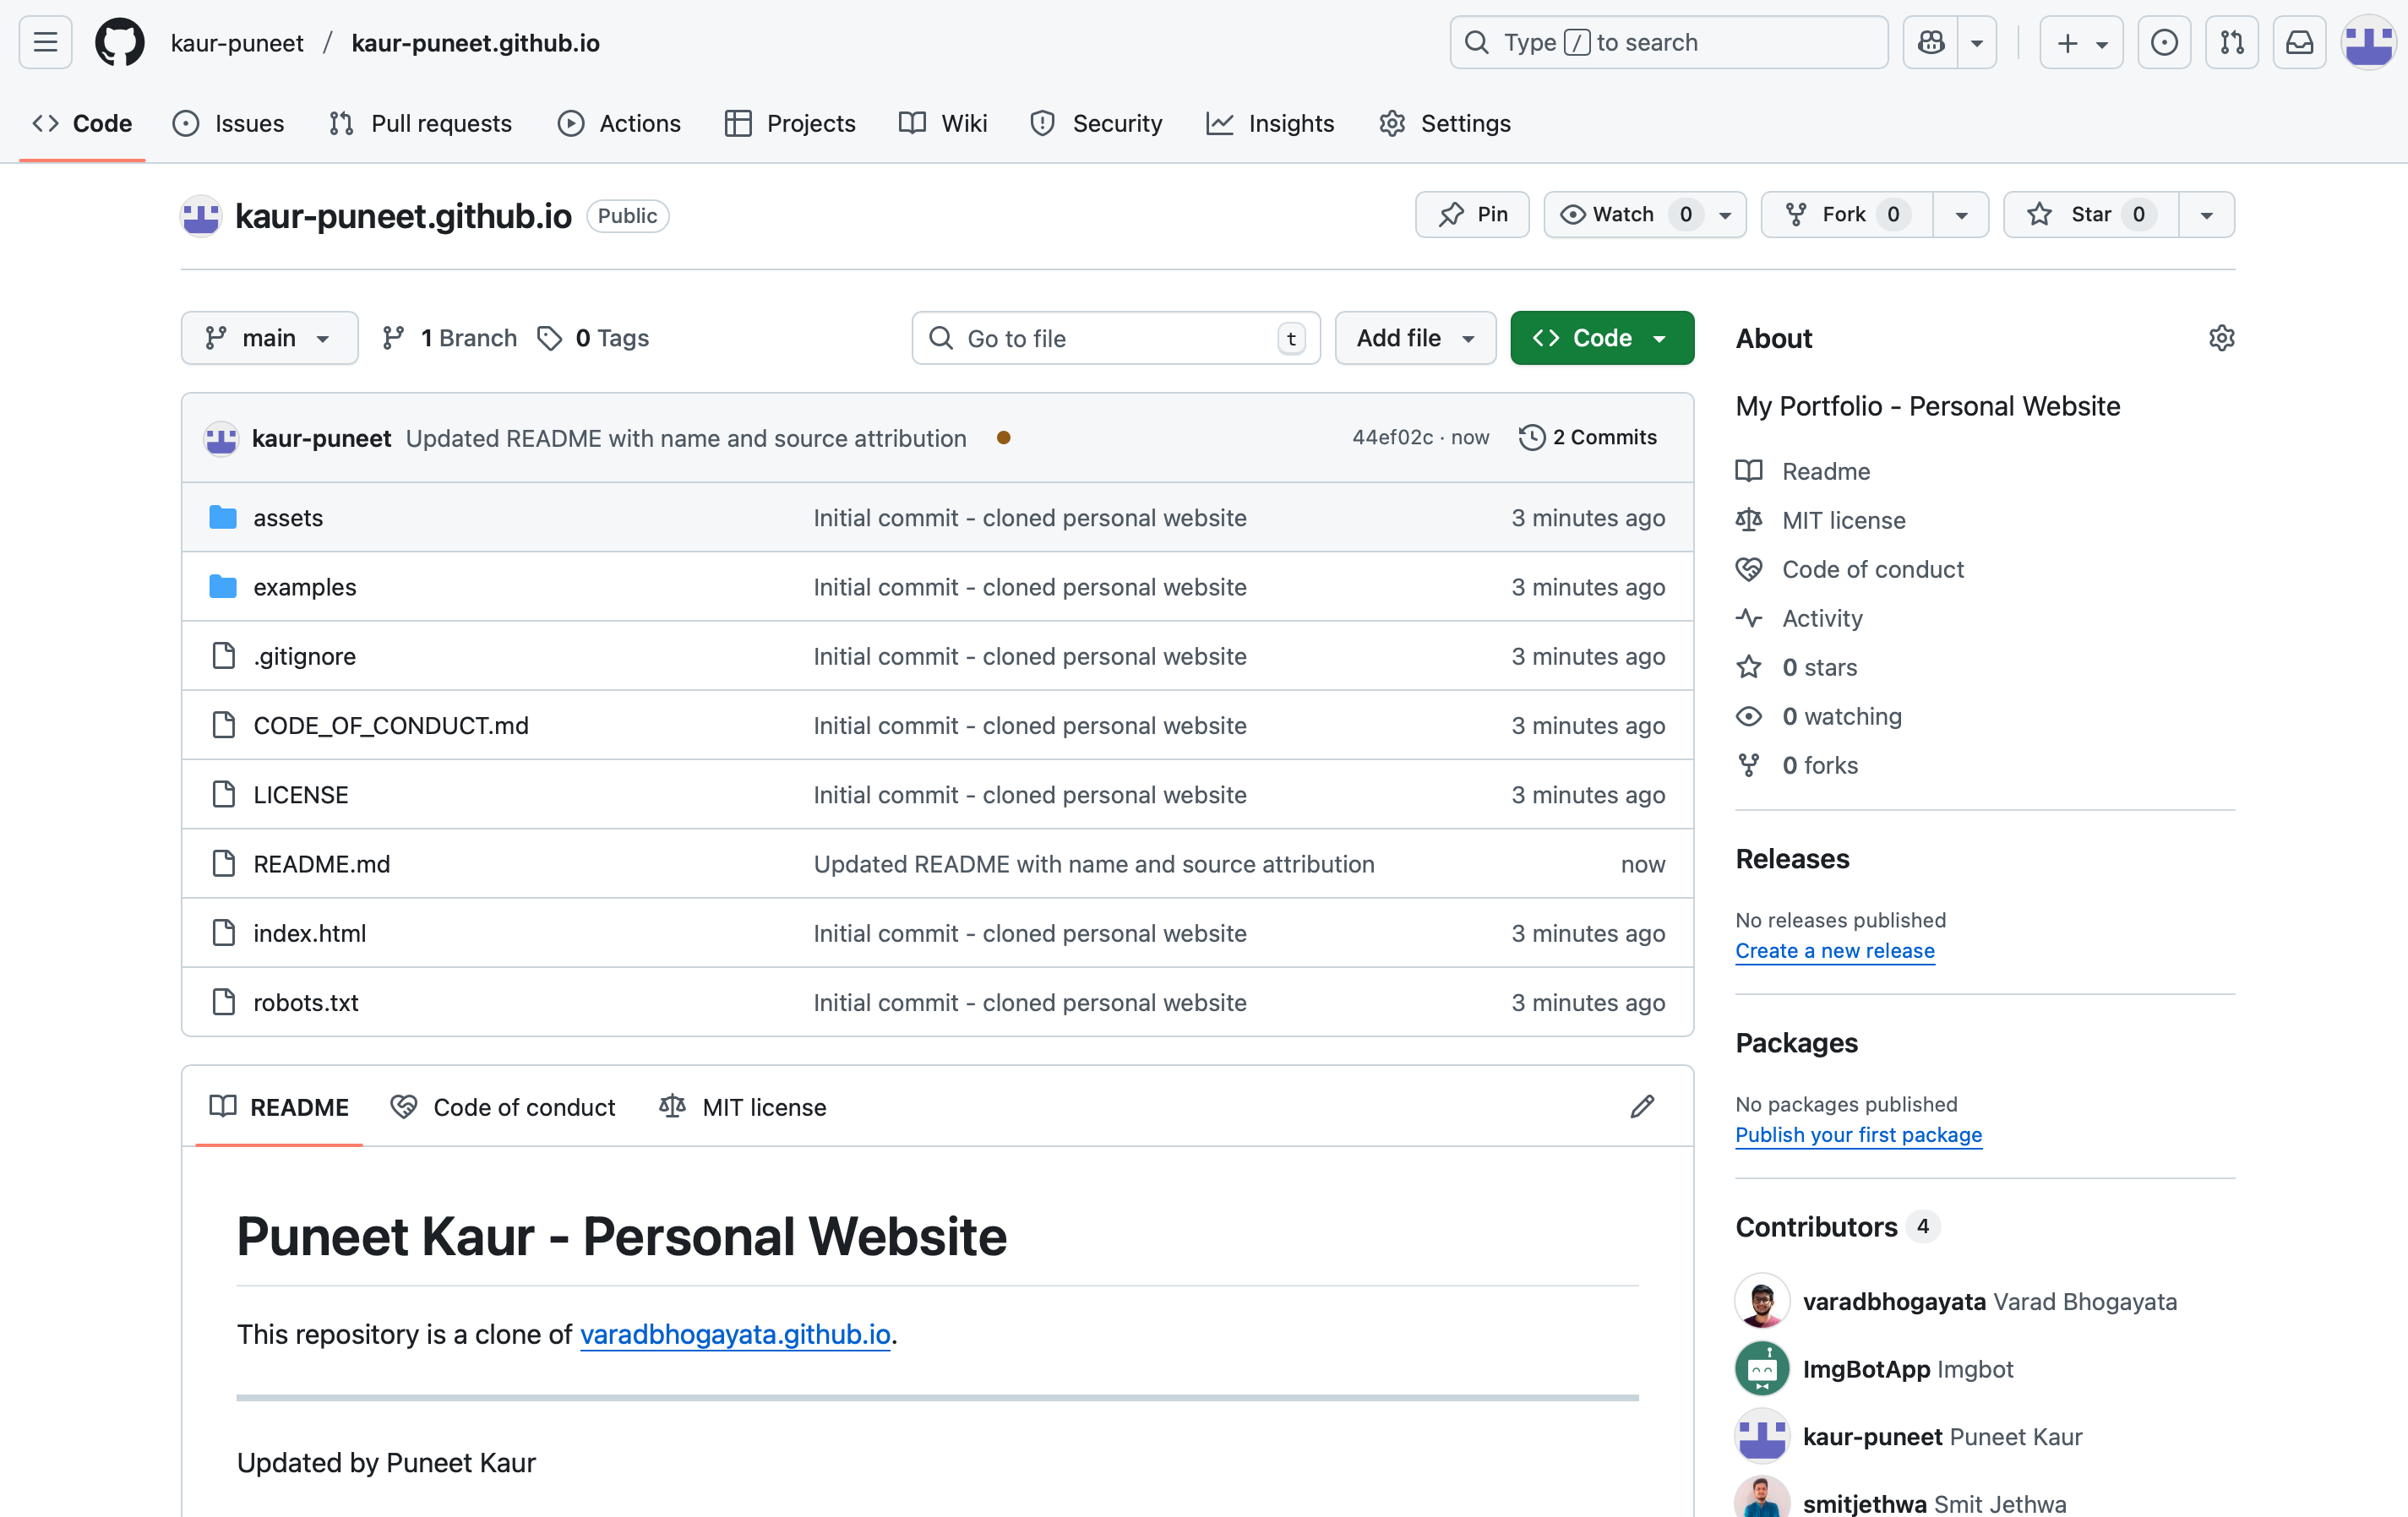 kaur-puneet / kaur-puneet.github.io
Type / to search
Code Issues Pull requests Actions Projects Wiki Security Insights Settings
kaur-puneet.github.io Public
Pin Watch 0 Fork 0 Star 0
main 1 Branch 0 Tags
Go to file t Add file Code
kaur-puneet Updated README with name and source attribution 44ef02c · now 2 Commits
assets Initial commit - cloned personal website 3 minutes ago
examples Initial commit - cloned personal website 3 minutes ago
.gitignore Initial commit - cloned personal website 3 minutes ago
CODE_OF_CONDUCT.md Initial commit - cloned personal website 3 minutes ago
LICENSE Initial commit - cloned personal website 3 minutes ago
README.md Updated README with name and source attribution now
index.html Initial commit - cloned personal website 3 minutes ago
robots.txt Initial commit - cloned personal website 3 minutes ago
README Code of conduct MIT license
Puneet Kaur - Personal Website
This repository is a clone of varadbhogayata.github.io.
Updated by Puneet Kaur
About
My Portfolio - Personal Website
Readme
MIT license
Code of conduct
Activity
0 stars
0 watching
0 forks
Releases
No releases published
Create a new release
Packages
No packages published
Publish your first package
Contributors 4
varadbhogayata Varad Bhogayata
ImgBotApp Imgbot
kaur-puneet Puneet Kaur
smitjethwa Smit Jethwa